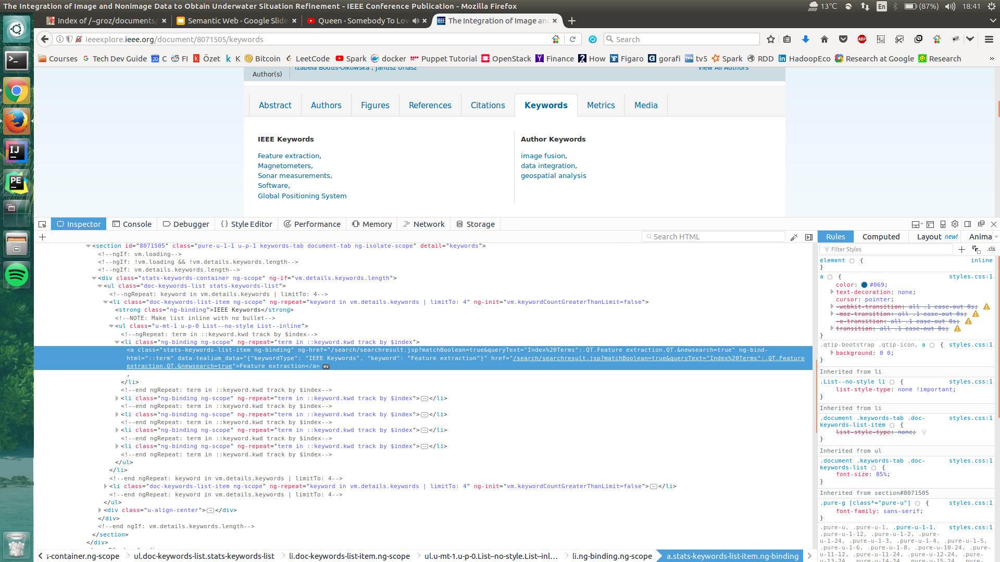 The Integration of Image and Nonimage Data to Obtain Underwater Situation Refinement - IEEE Conference Publication - Mozilla Firefox
13°C En (87%) 18:41
Index of /~groz/documents/ Semantic Web - Google Slide Queen - Somebody To Lov The Integration of Image an
ieeexplore.ieee.org/document/8071505/keywords Search
Courses Tech Dev Guide C FI Özet K Bitcoin LeetCode Spark docker Puppet Tutorial OpenStack Finance How Figaro gorafi tv5 Spark RDD HadoopEco Research at Google Research »
Author(s) Izabela Bodus-Olkowska , Janusz Uriasz View All Authors
Abstract Authors Figures References Citations Keywords Metrics Media
IEEE Keywords
Feature extraction,
Magnetometers,
Sonar measurements,
Software,
Global Positioning System
Author Keywords
image fusion,
data integration,
geospatial analysis
Inspector Console Debugger Style Editor Performance Memory Network Storage
Search HTML
<section id="8071505" class="pure-u-1-1 u-p-1 keywords-tab document-tab ng-isolate-scope" detail="keywords">
<!--ngIf: vm.loading-->
<!--ngIf: !vm.loading && !vm.details.keywords.length-->
<!--ngIf: vm.details.keywords.length-->
<div class="stats-keywords-container ng-scope" ng-if="vm.details.keywords.length">
<ul class="doc-keywords-list stats-keywords-list">
<!--ngRepeat: keyword in vm.details.keywords | limitTo: 4-->
<li class="doc-keywords-list-item ng-scope" ng-repeat="keyword in vm.details.keywords | limitTo: 4" ng-init="vm.keywordCountGreaterThanLimit=false">
<strong class="ng-binding">IEEE Keywords</strong>
<!--NOTE: Make list inline with no bullet-->
<ul class="u-mt-1 u-p-0 List--no-style List--inline">
<!--ngRepeat: term in ::keyword.kwd track by $index-->
<li class="ng-binding ng-scope" ng-repeat="term in ::keyword.kwd track by $index">
<a class="stats-keywords-list-item ng-binding" ng-href="/search/searchresult.jsp?matchBoolean=true&queryText="Index%20Terms":.QT.Feature extraction.QT.&newsearch=true" ng-bind-
html="::term" data-tealium_data="{"keywordType": "IEEE Keywords", "keyword": "Feature extraction"}" href="/search/searchresult.jsp?matchBoolean=true&queryText="Index%20Terms":.QT.Feature
extraction.QT.&newsearch=true">Feature extraction</a> ev
,
</li>
<!--end ngRepeat: term in ::keyword.kwd track by $index-->
<li class="ng-binding ng-scope" ng-repeat="term in ::keyword.kwd track by $index"></li>
<!--end ngRepeat: term in ::keyword.kwd track by $index-->
<li class="ng-binding ng-scope" ng-repeat="term in ::keyword.kwd track by $index"></li>
<!--end ngRepeat: term in ::keyword.kwd track by $index-->
<li class="ng-binding ng-scope" ng-repeat="term in ::keyword.kwd track by $index"></li>
<!--end ngRepeat: term in ::keyword.kwd track by $index-->
<li class="ng-binding ng-scope" ng-repeat="term in ::keyword.kwd track by $index"></li>
<!--end ngRepeat: term in ::keyword.kwd track by $index-->
</ul>
</li>
<!--end ngRepeat: keyword in vm.details.keywords | limitTo: 4-->
<li class="doc-keywords-list-item ng-scope" ng-repeat="keyword in vm.details.keywords | limitTo: 4" ng-init="vm.keywordCountGreaterThanLimit=false"></li>
<!--end ngRepeat: keyword in vm.details.keywords | limitTo: 4-->
</ul>
<div class="u-align-center"></div>
</div>
<!--end ngIf: vm.details.keywords.length-->
</section>
</div>
s-container.ng-scope ul.doc-keywords-list.stats-keywords-list li.doc-keywords-list-item.ng-scope ul.u-mt-1.u-p-0.List--no-style.List--inl... li.ng-binding.ng-scope a.stats-keywords-list-item.ng-binding
Rules Computed Layout new! Anima
Filter Styles .cls
element { inline
}
a { styles.css:1
color: #069;
text-decoration: none;
cursor: pointer;
-webkit-transition: all .1 ease-out 0s;
-moz-transition: all .1 ease-out 0s;
-o-transition: all .1 ease-out 0s;
transition: all .1 ease-out 0s;
}
.qtip-bootstrap .qtip-icon, a { styles.css:1
background: 0 0;
}
Inherited from li
.List--no-style li { styles.css:1
list-style-type: none !important;
}
Inherited from li
.document .keywords-tab .doc- styles.css:1
keywords-list-item {
list-style-type: none;
}
Inherited from ul
.document .keywords-tab .doc- styles.css:1
keywords-list {
font-size: 85%;
}
Inherited from section#8071505
.pure-g [class*="pure-u"] { styles.css:1
font-family: sans-serif;
}
.pure-u, .pure-u-1, .pure-u-1-1, styles.css:1
.pure-u-1-12, .pure-u-1-2, .pure-
u-1-24, .pure-u-1-3, .pure-u-1-4, .pure-u-1-5,
.pure-u-1-6, .pure-u-1-8, .pure-u-10-24, .pure-
u-11-12, .pure-u-11-24, .pure-u-12-24, .pure-
u-13-24, .pure-u-14-24, .pure-u-15-24, .pure-